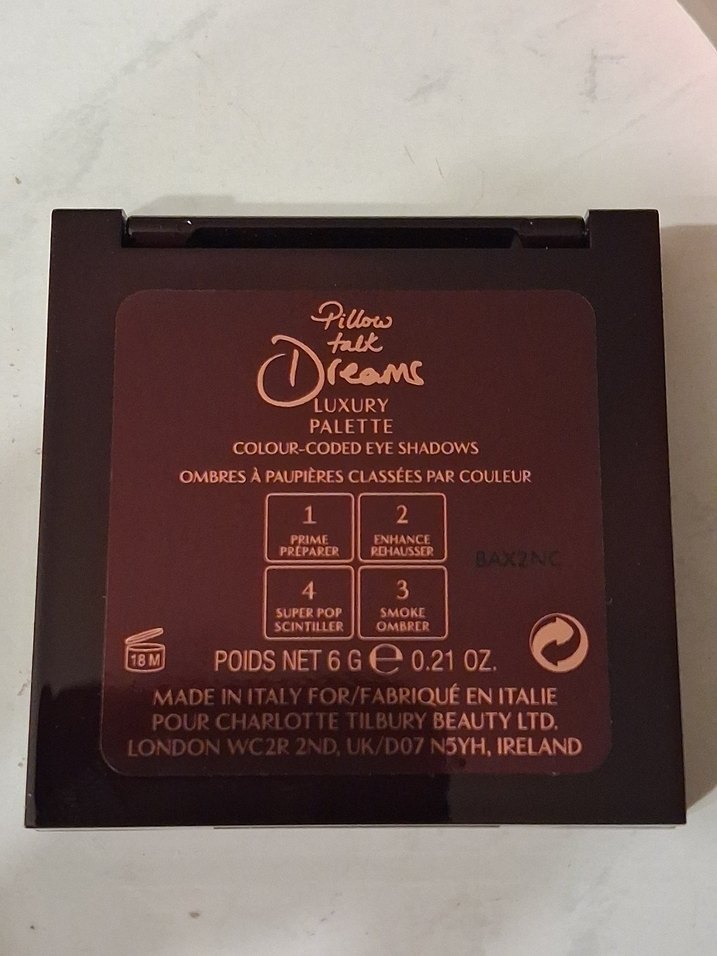 Pillow
talk
Dreams
LUXURY
PALETTE
COLOUR-CODED EYE SHADOWS
OMBRES À PAUPIÈRES CLASSÉES PAR COULEUR
1
PRIME
PRÉPARER
2
ENHANCE
REHAUSSER
BAX2NC
4
SUPER POP
SCINTILLER
3
SMOKE
OMBRER
18 M
POIDS NET 6 G ℮ 0.21 OZ.
MADE IN ITALY FOR/FABRIQUÉ EN ITALIE
POUR CHARLOTTE TILBURY BEAUTY LTD.
LONDON WC2R 2ND, UK/D07 N5YH, IRELAND